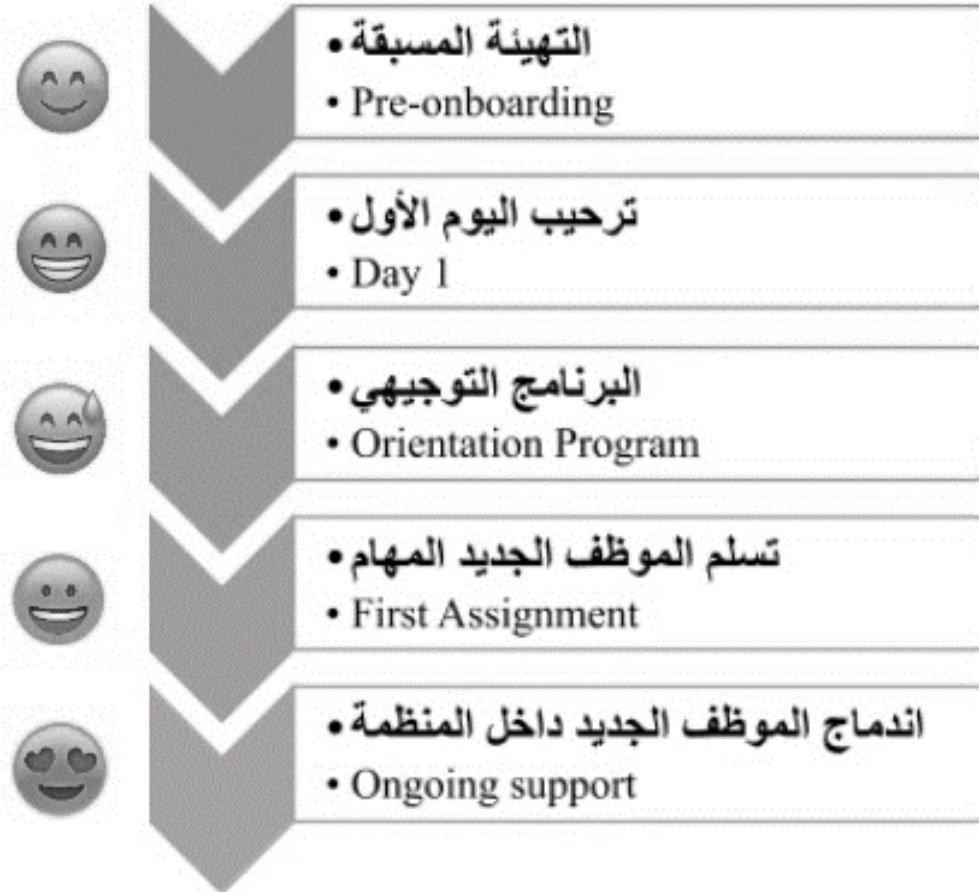 • التهيئة المسبقة
• Pre-onboarding
• ترحيب اليوم الأول
• Day 1
• البرنامج التوجيهي
• Orientation Program
• تسلم الموظف الجديد المهام
• First Assignment
• اندماج الموظف الجديد داخل المنظمة
• Ongoing support